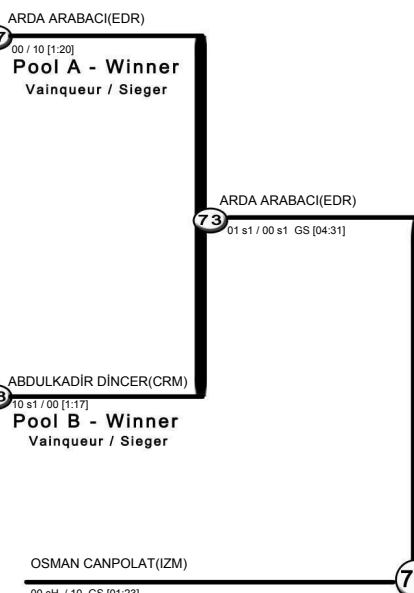 ARDA ARABACI(EDR)
7
00 / 10 [1:20]
Pool A - Winner
Vainqueur / Sieger
ARDA ARABACI(EDR)
73
01 s1 / 00 s1 GS [04:31]
ABDULKADİR DİNCER(CRM)
10 s1 / 00 [1:17]
Pool B - Winner
Vainqueur / Sieger
OSMAN CANPOLAT(IZM)
7